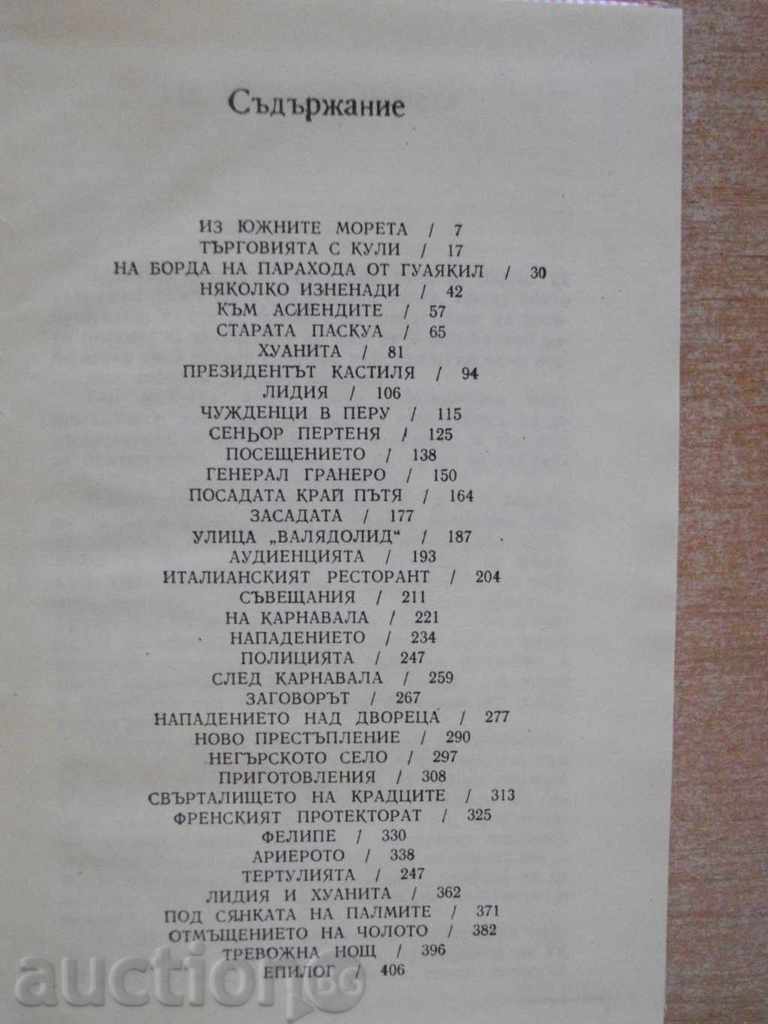 Съдържание
ИЗ ЮЖНИТЕ МОРЕТА / 7
ТЪРГОВИЯТА С КУЛИ / 17
НА БОРДА НА ПАРАХОДА ОТ ГУАЯКИЛ / 30
НЯКОЛКО ИЗНЕНАДИ / 42
КЪМ АСИЕНДИТЕ / 57
СТАРАТА ПАСКУА / 65
ХУАНИТА / 81
ПРЕЗИДЕНТЪТ КАСТИЛЯ / 94
ЛИДИЯ / 106
ЧУЖДЕНЦИ В ПЕРУ / 115
СЕНЬОР ПЕРТЕНЯ / 125
ПОСЕЩЕНИЕТО / 138
ГЕНЕРАЛ ГРАНЕРО / 150
ПОСАДАТА КРАЙ ПЪТЯ / 164
ЗАСАДАТА / 177
УЛИЦА „ВАЛЯДОЛИД“ / 187
АУДИЕНЦИЯТА / 193
ИТАЛИАНСКИЯТ РЕСТОРАНТ / 204
СЪВЕЩАНИЯ / 211
НА КАРНАВАЛА / 221
НАПАДЕНИЕТО / 234
ПОЛИЦИЯТА / 247
СЛЕД КАРНАВАЛА / 259
ЗАГОВОРЪТ / 267
НАПАДЕНИЕТО НАД ДВОРЕЦА / 277
НОВО ПРЕСТЪПЛЕНИЕ / 290
НЕГЪРСКОТО СЕЛО / 297
ПРИГОТОВЛЕНИЯ / 308
СВЪРТАЛИЩЕТО НА КРАДЦИТЕ / 313
ФРЕНСКИЯТ ПРОТЕКТОРАТ / 325
ФЕЛИПЕ / 330
АРИЕРОТО / 338
ТЕРТУЛИЯТА / 247
ЛИДИЯ И ХУАНИТА / 362
ПОД СЯНКАТА НА ПАЛМИТЕ / 371
ОТМЪЩЕНИЕТО НА ЧОЛОТО / 382
ТРЕВОЖНА НОЩ / 396
ЕПИЛОГ / 406
auction BG